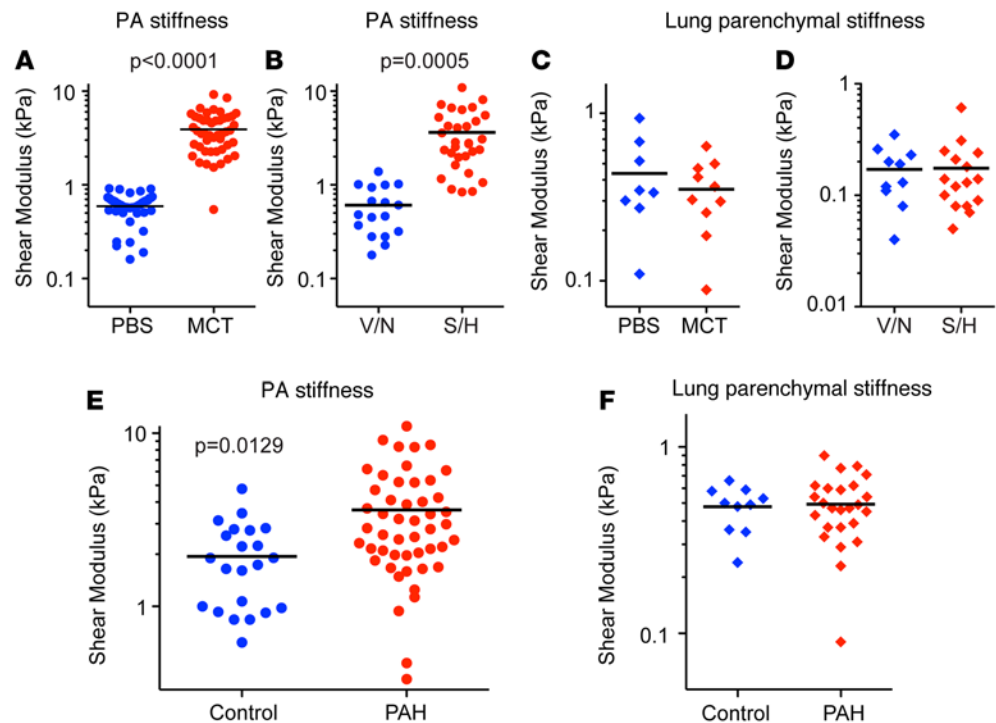 PA stiffness
PA stiffness
Lung parenchymal stiffness
A
p<0.0001
B
p=0.0005
C
D
Shear Modulus (kPa)
10
1
0.1
PBS
MCT
Shear Modulus (kPa)
10
1
0.1
V/N
S/H
Shear Modulus (kPa)
1
0.1
PBS
MCT
Shear Modulus (kPa)
1
0.1
0.01
V/N
S/H
PA stiffness
Lung parenchymal stiffness
E
p=0.0129
F
Shear Modulus (kPa)
10
1
Control
PAH
Shear Modulus (kPa)
1
0.1
Control
PAH